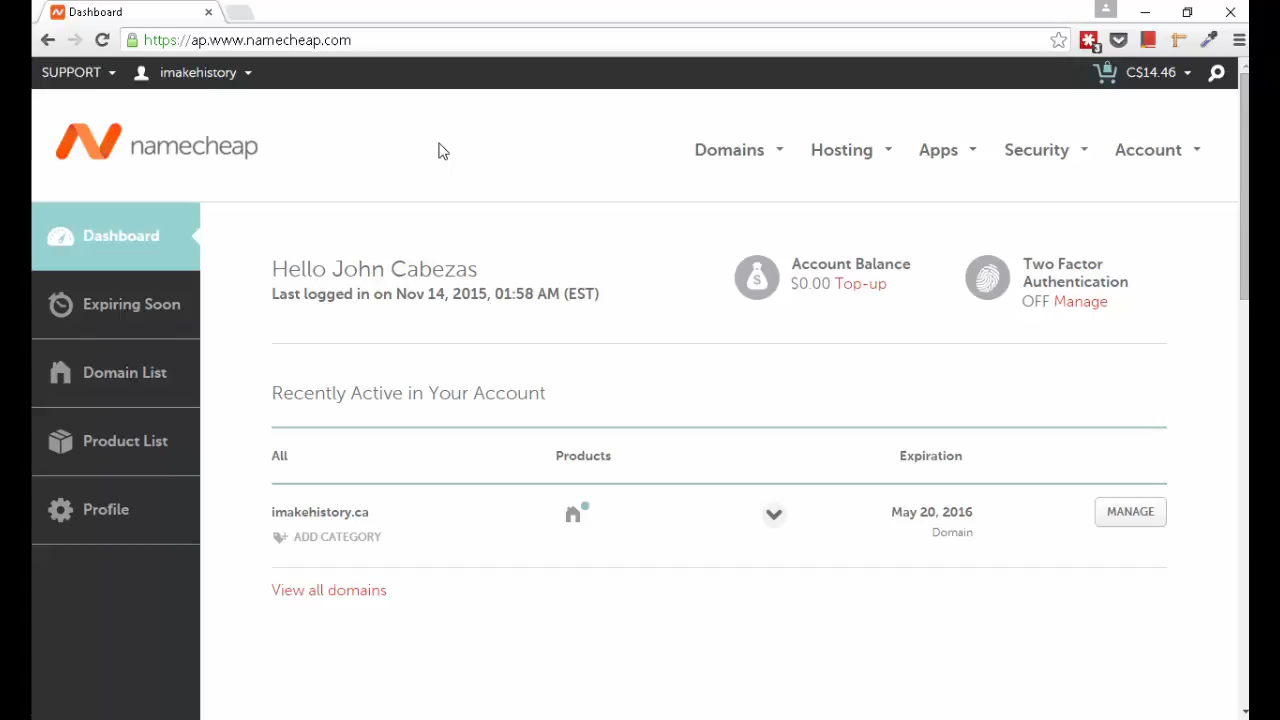 Dashboard
https://ap.www.namecheap.com
3
SUPPORT imakehistory C$14.46
namecheap
Domains Hosting Apps Security Account
Dashboard
Expiring Soon
Domain List
Product List
Profile
Hello John Cabezas
Last logged in on Nov 14, 2015, 01:58 AM (EST)
Account Balance
$0.00 Top-up
Two Factor
Authentication
OFF Manage
Recently Active in Your Account
All Products Expiration
imakehistory.ca May 20, 2016 MANAGE
ADD CATEGORY Domain
View all domains